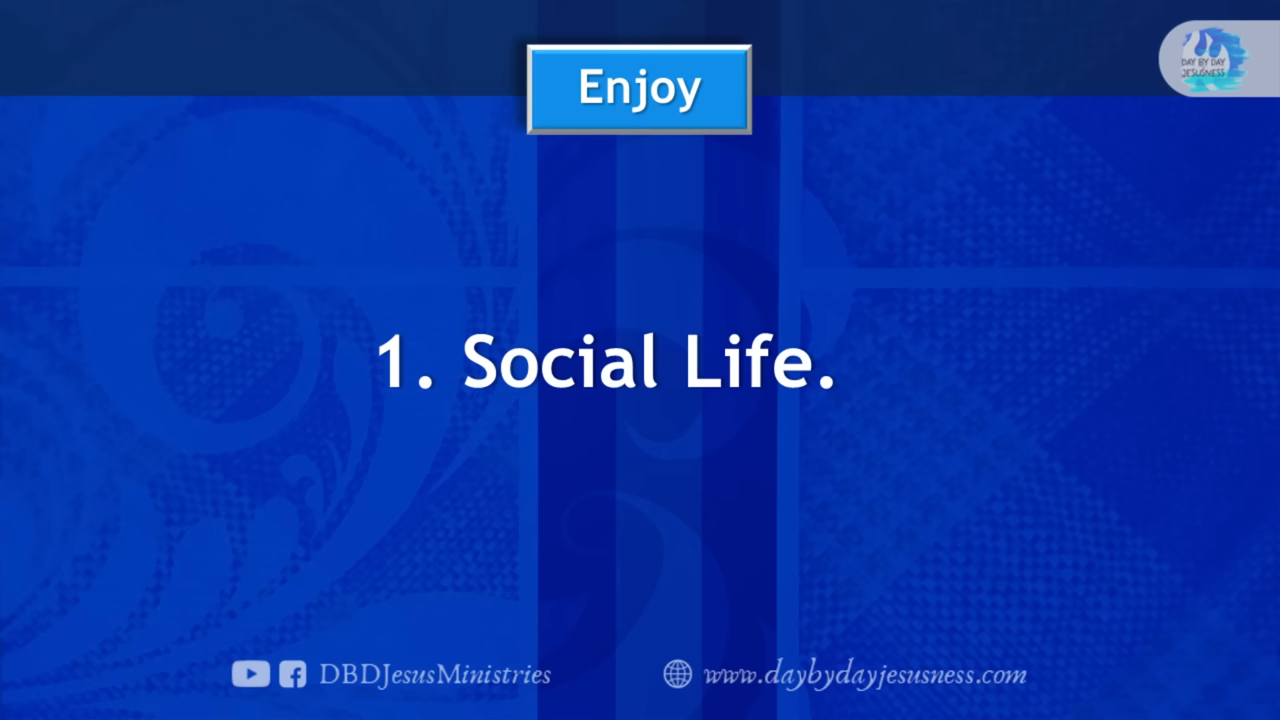 Enjoy
DAY BY DAY
JESUSNESS
1. Social Life.
DBDJesusMinistries
www.daybydayjesusness.com